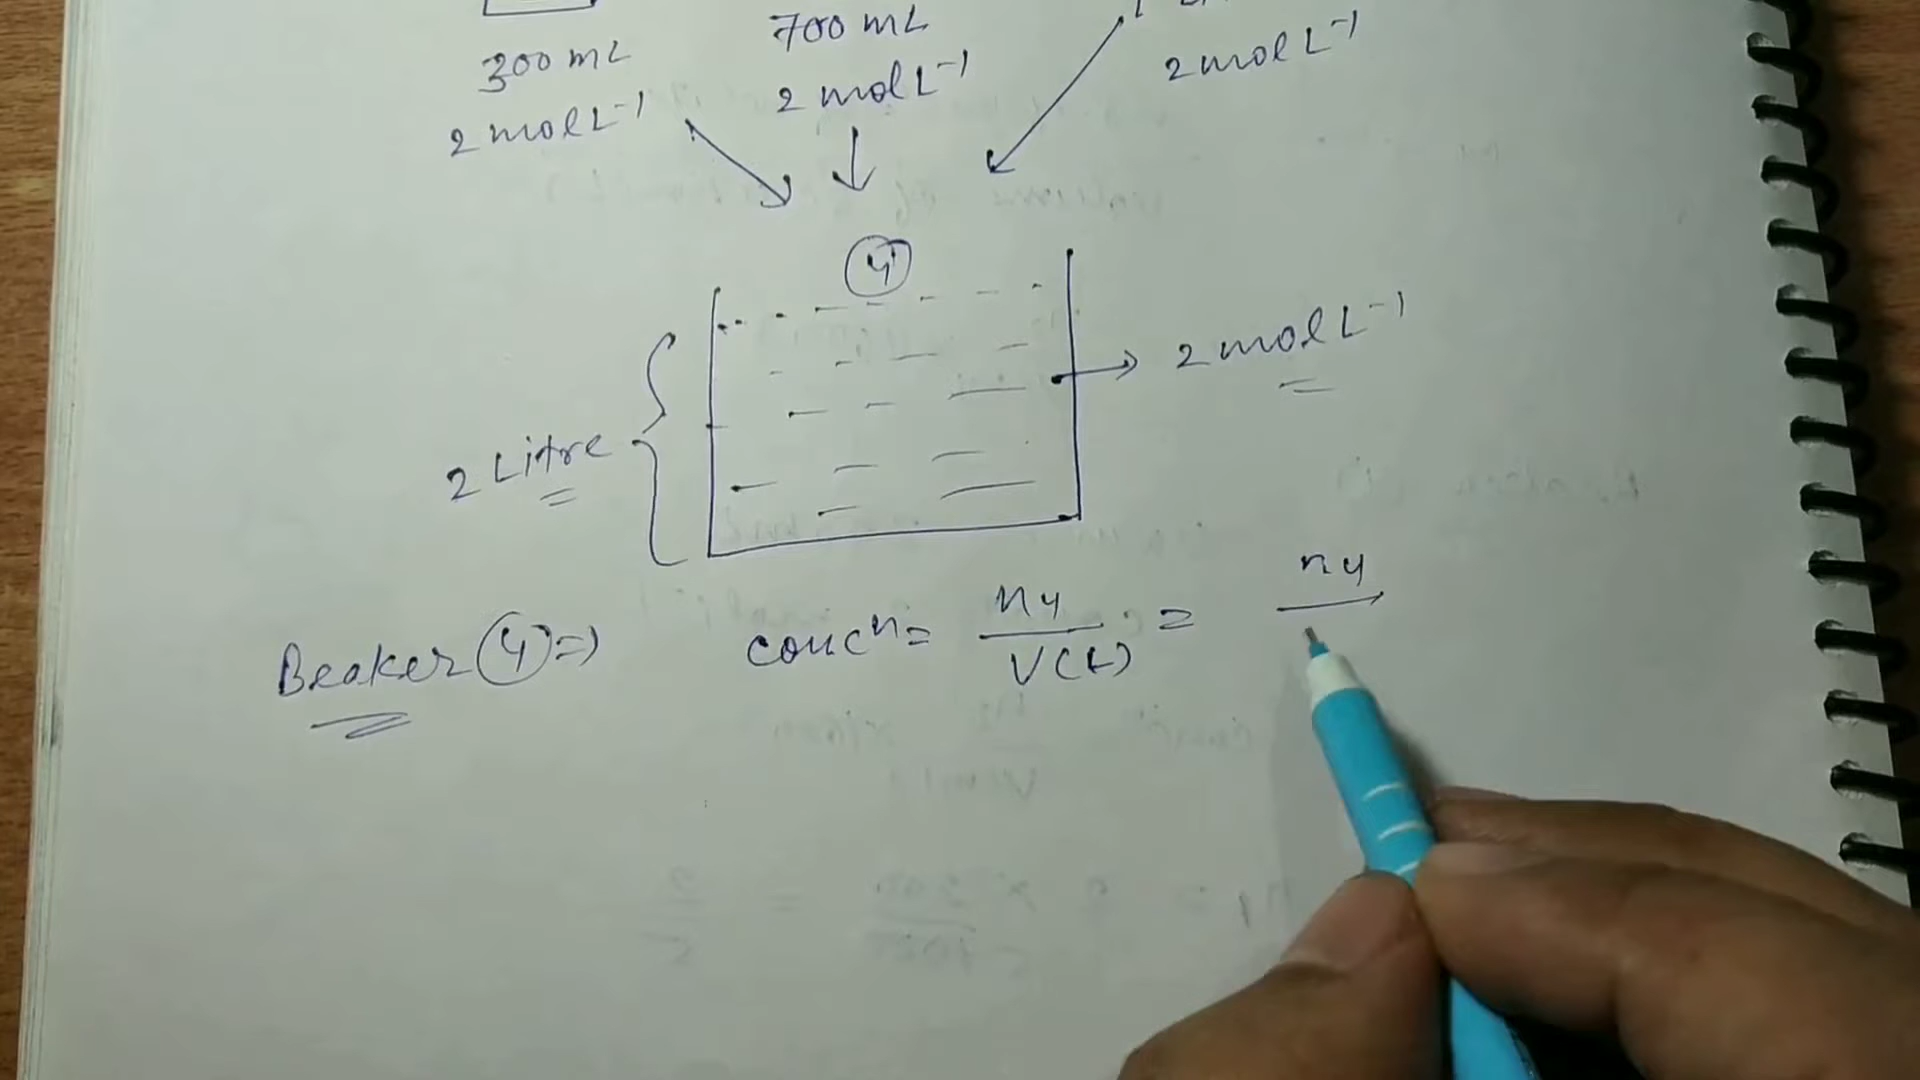 300 mL
2 mol L⁻¹
700 mL
2 mol L⁻¹
2 mol L⁻¹
4
2 Litre
2 mol L⁻¹
Beaker 4 ⇒ concⁿ = n4 / V(L) = n4